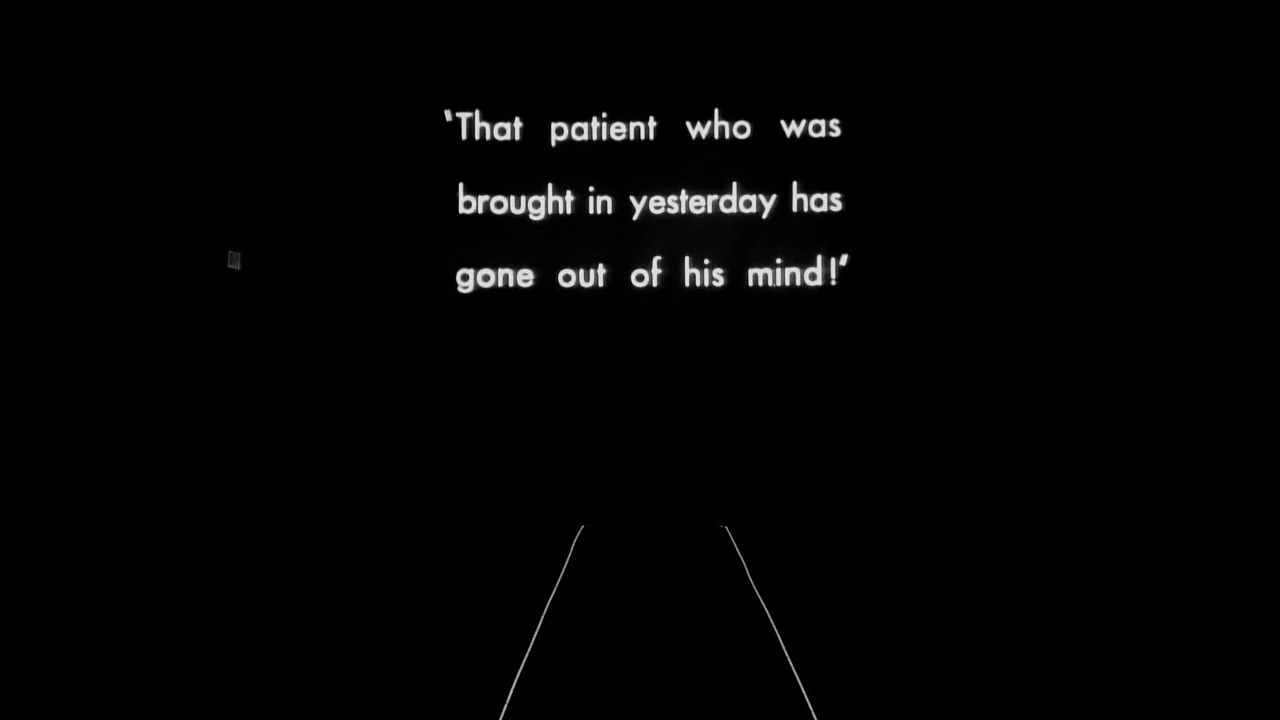 "That patient who was
brought in yesterday has
gone out of his mind!"